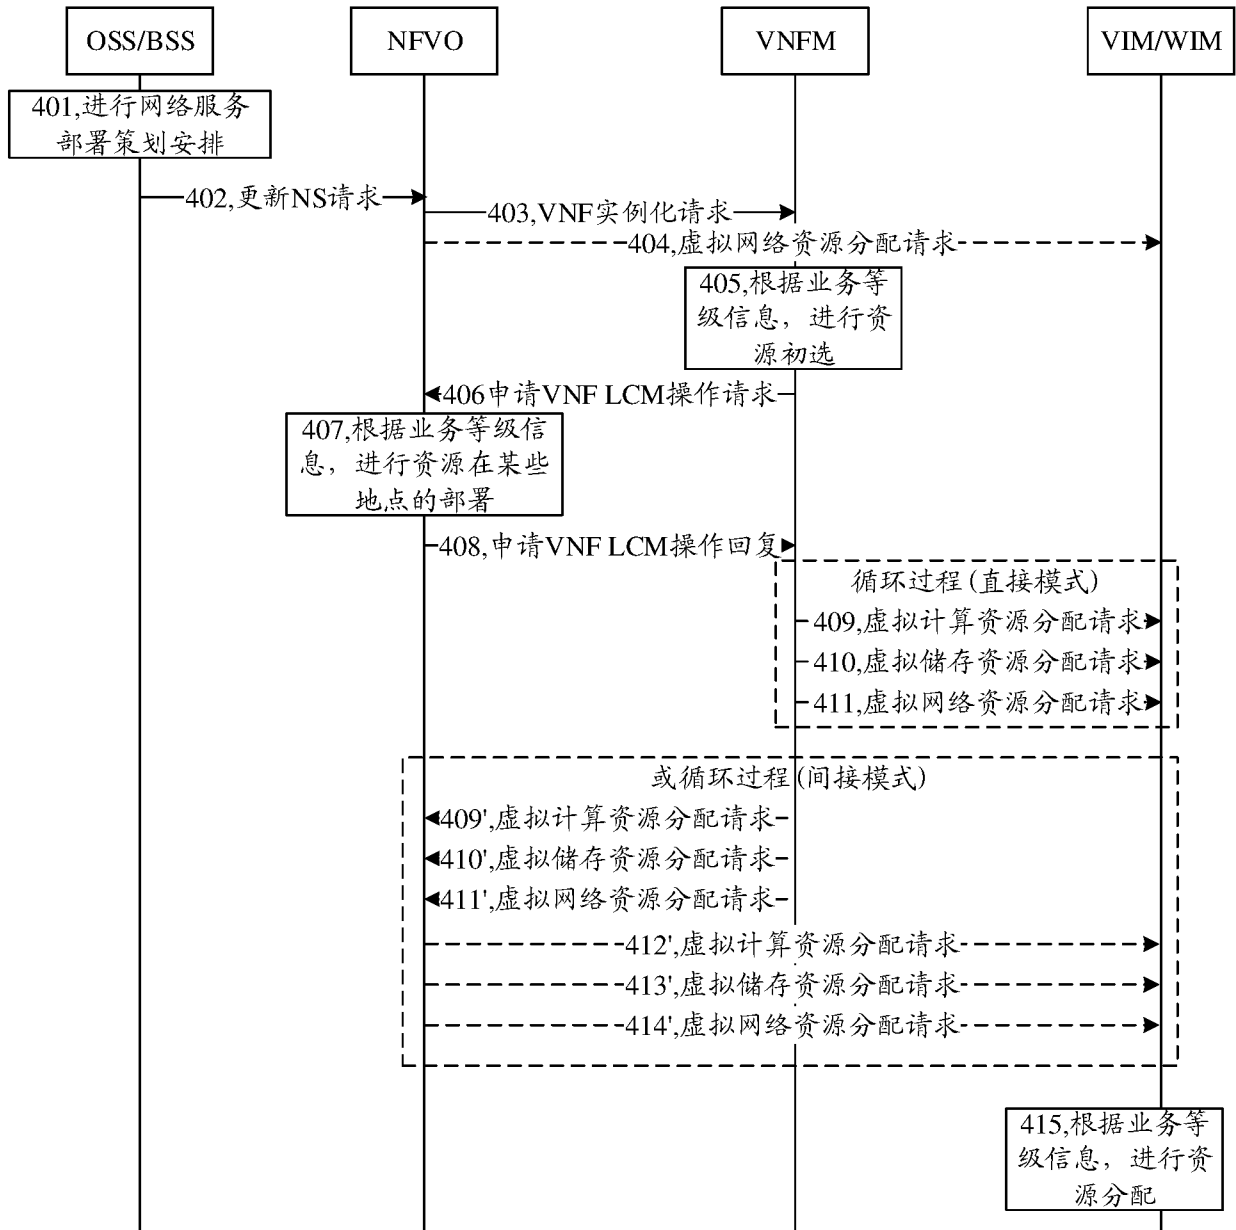 OSS/BSS
NFVO
VNFM
VIM/WIM
401,进行网络服务
部署策划安排
402,更新NS请求
403,VNF实例化请求
404,虚拟网络资源分配请求
405,根据业务等
级信息，进行资
源初选
406申请VNF LCM操作请求
407,根据业务等级信
息，进行资源在某些
地点的部署
408,申请VNF LCM操作回复
循环过程(直接模式)
409,虚拟计算资源分配请求
410,虚拟储存资源分配请求
411,虚拟网络资源分配请求
或循环过程(间接模式)
409',虚拟计算资源分配请求
410',虚拟储存资源分配请求
411',虚拟网络资源分配请求
412',虚拟计算资源分配请求
413',虚拟储存资源分配请求
414',虚拟网络资源分配请求
415,根据业务等
级信息，进行资
源分配